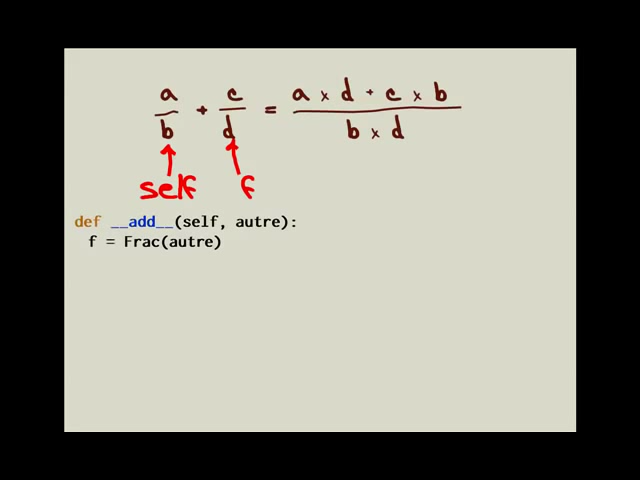 a/b + c/d = (a × d + c × b)/(b × d)
self f
def __add__(self, autre):
f = Frac(autre)